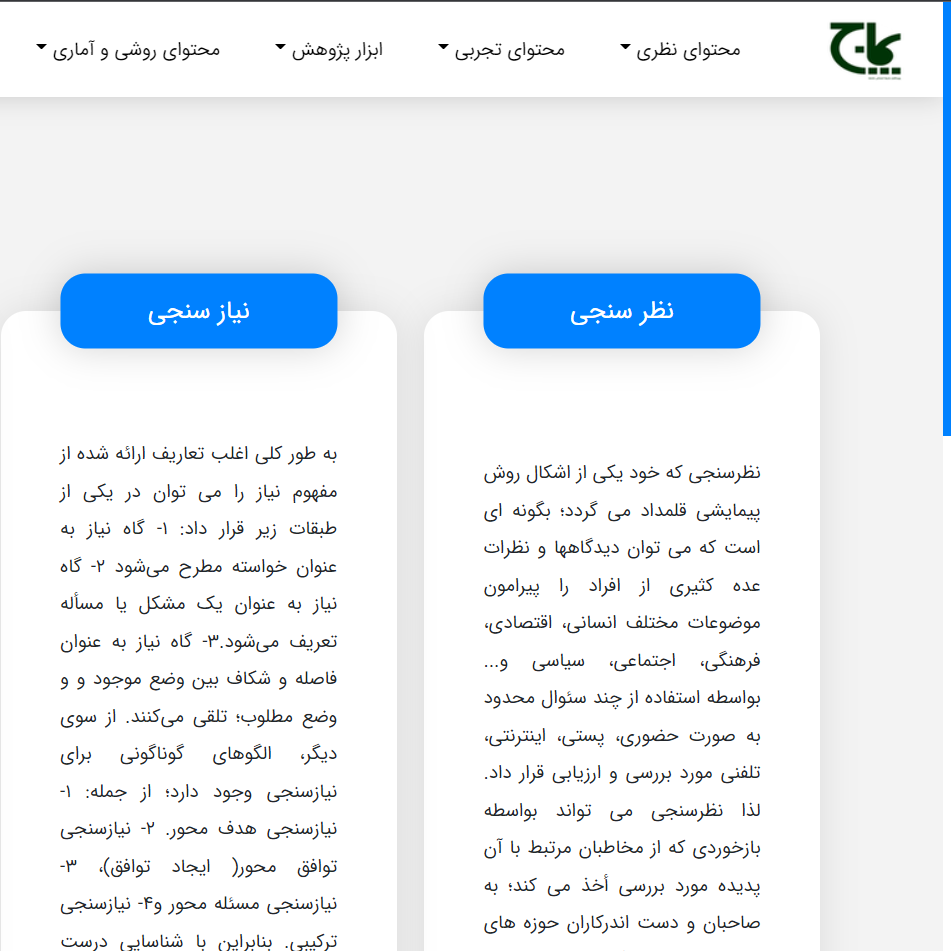 کاج
محتوای نظری
محتوای تجربی
ابزار پژوهش
محتوای روشی و آماری
نظر سنجی
نظرسنجی که خود یکی از اشکال روش
پیمایشی قلمداد می گردد؛ بگونه ای
است که می توان دیدگاهها و نظرات
عده کثیری از افراد را پیرامون
موضوعات مختلف انسانی، اقتصادی،
فرهنگی، اجتماعی، سیاسی و...
بواسطه استفاده از چند سئوال محدود
به صورت حضوری، پستی، اینترنتی،
تلفنی مورد بررسی و ارزیابی قرار داد.
لذا نظرسنجی می تواند بواسطه
بازخوردی که از مخاطبان مرتبط با آن
پدیده مورد بررسی أخذ می کند؛ به
صاحبان و دست اندرکاران حوزه های
نیاز سنجی
به طور کلی اغلب تعاریف ارائه شده از
مفهوم نیاز را می توان در یکی از
طبقات زیر قرار داد: ۱- گاه نیاز به
عنوان خواسته مطرح می‌شود ۲- گاه
نیاز به عنوان یک مشکل یا مسأله
تعریف می‌شود.۳- گاه نیاز به عنوان
فاصله و شکاف بین وضع موجود و و
وضع مطلوب؛ تلقی می‌کنند. از سوی
دیگر، الگوهای گوناگونی برای
نیازسنجی وجود دارد؛ از جمله: ۱-
نیازسنجی هدف محور. ۲- نیازسنجی
توافق محور( ایجاد توافق)، ۳-
نیازسنجی مسئله محور و۴- نیازسنجی
ترکیبی. بنابراین با شناسایی درست